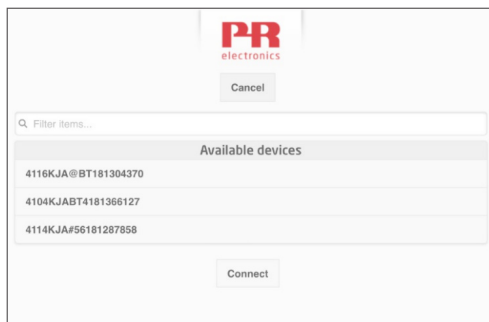 PR
electronics
Cancel
Filter items...
Available devices
4116KJA@BT181304370
4104KJABT4181366127
4114KJA#56181287858
Connect